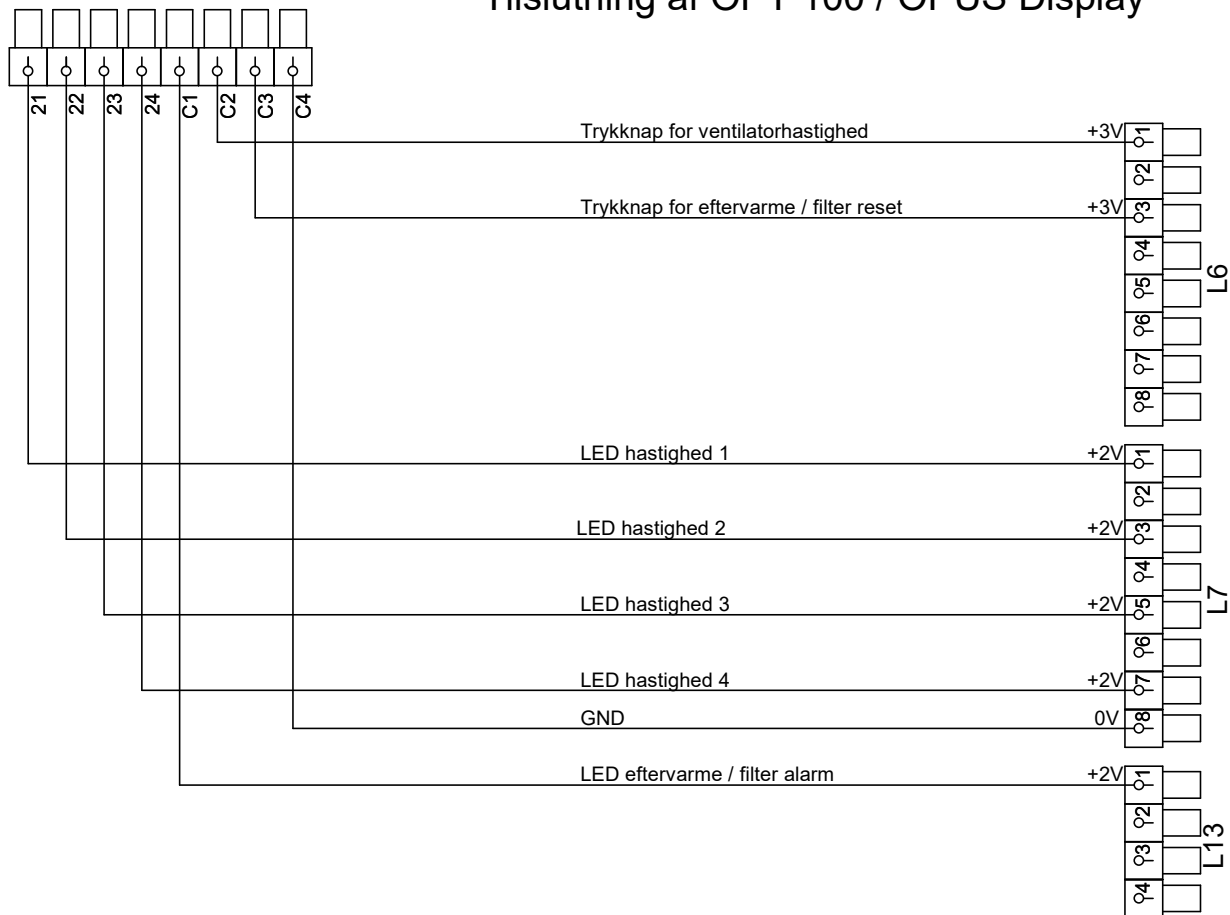 Tilslutning af OPT 100 / OPUS Display
21 22 23 24 C1 C2 C3 C4
Trykknap for ventilatorhastighed +3V 1
2
Trykknap for eftervarme / filter reset +3V 3
4
5
L6
6
7
8
LED hastighed 1 +2V 1
2
LED hastighed 2 +2V 3
4
LED hastighed 3 +2V 5
L7
6
LED hastighed 4 +2V 7
GND 0V 8
LED eftervarme / filter alarm +2V 1
2
3
L13
4